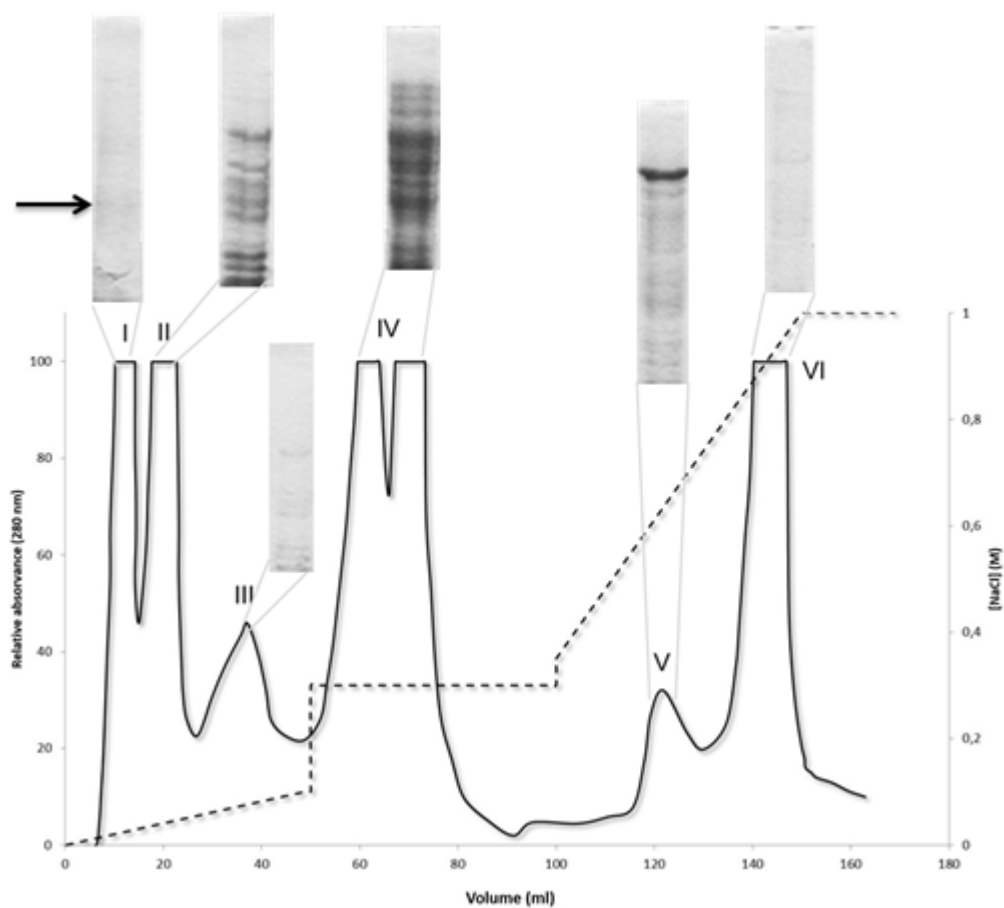 I II IV
100 1
VI
80 0,8
60 0,6
III
40 0,4
V
20 0,2
0 0
0 20 40 60 80 100 120 140 160 180
Relative absorvance (280 nm)
[NaCl] (M)
Volume (ml)